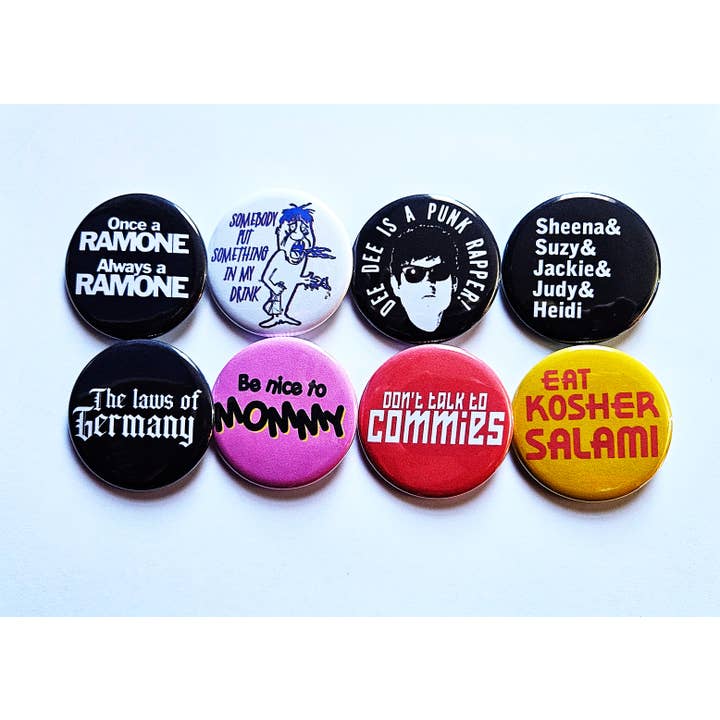 Once a
RAMONE
Always a
RAMONE
SOMEBODY
PUT
SOMETHING
IN MY
DRINK
DEE DEE IS A PUNK RAPPER!
Sheena&
Suzy&
Jackie&
Judy&
Heidi
The laws of
Germany
Be nice to
MOMMY
DON'T TALK TO
COMMIES
EAT
KOSHER
SALAMI